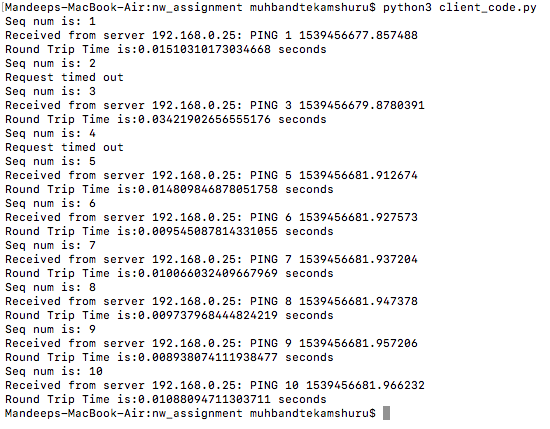 [Mandeeps-MacBook-Air:nw_assignment muhbandtekamshuru$ python3 client_code.py
Seq num is: 1
Received from server 192.168.0.25: PING 1 1539456677.857488
Round Trip Time is:0.01510310173034668 seconds
Seq num is: 2
Request timed out
Seq num is: 3
Received from server 192.168.0.25: PING 3 1539456679.8780391
Round Trip Time is:0.03421902656555176 seconds
Seq num is: 4
Request timed out
Seq num is: 5
Received from server 192.168.0.25: PING 5 1539456681.912674
Round Trip Time is:0.014809846878051758 seconds
Seq num is: 6
Received from server 192.168.0.25: PING 6 1539456681.927573
Round Trip Time is:0.009545087814331055 seconds
Seq num is: 7
Received from server 192.168.0.25: PING 7 1539456681.937204
Round Trip Time is:0.010066032409667969 seconds
Seq num is: 8
Received from server 192.168.0.25: PING 8 1539456681.947378
Round Trip Time is:0.009737968444824219 seconds
Seq num is: 9
Received from server 192.168.0.25: PING 9 1539456681.957206
Round Trip Time is:0.008938074111938477 seconds
Seq num is: 10
Received from server 192.168.0.25: PING 10 1539456681.966232
Round Trip Time is:0.01088094711303711 seconds
Mandeeps-MacBook-Air:nw_assignment muhbandtekamshuru$